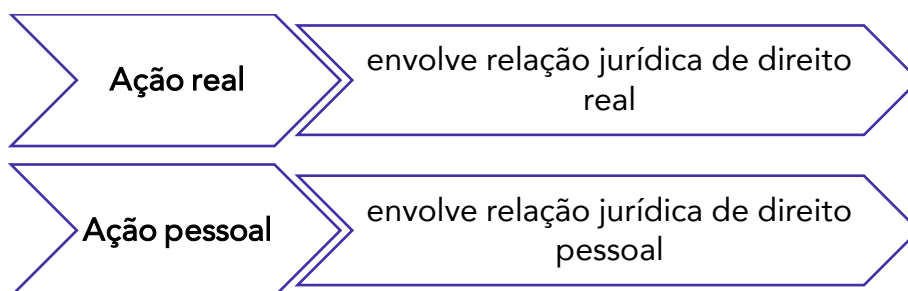 Ação real
envolve relação jurídica de direito
real
Ação pessoal
envolve relação jurídica de direito
pessoal